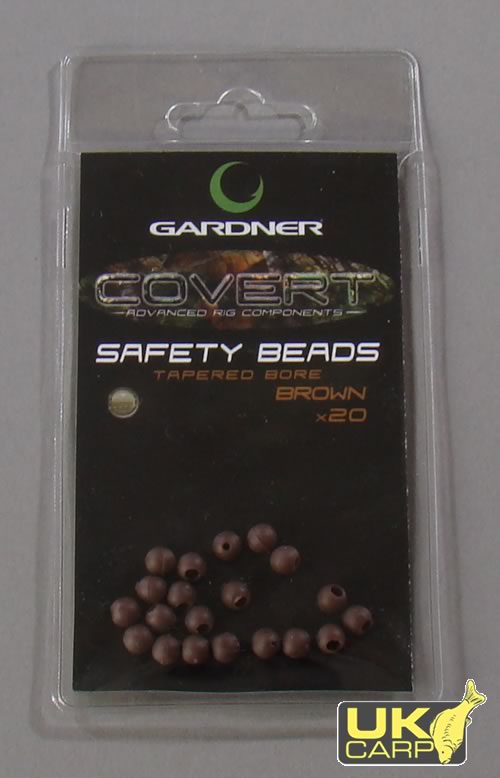 GARDNER
COVERT
ADVANCED RIG COMPONENTS
SAFETY BEADS
TAPERED BORE
BROWN
x20
UK
CARP